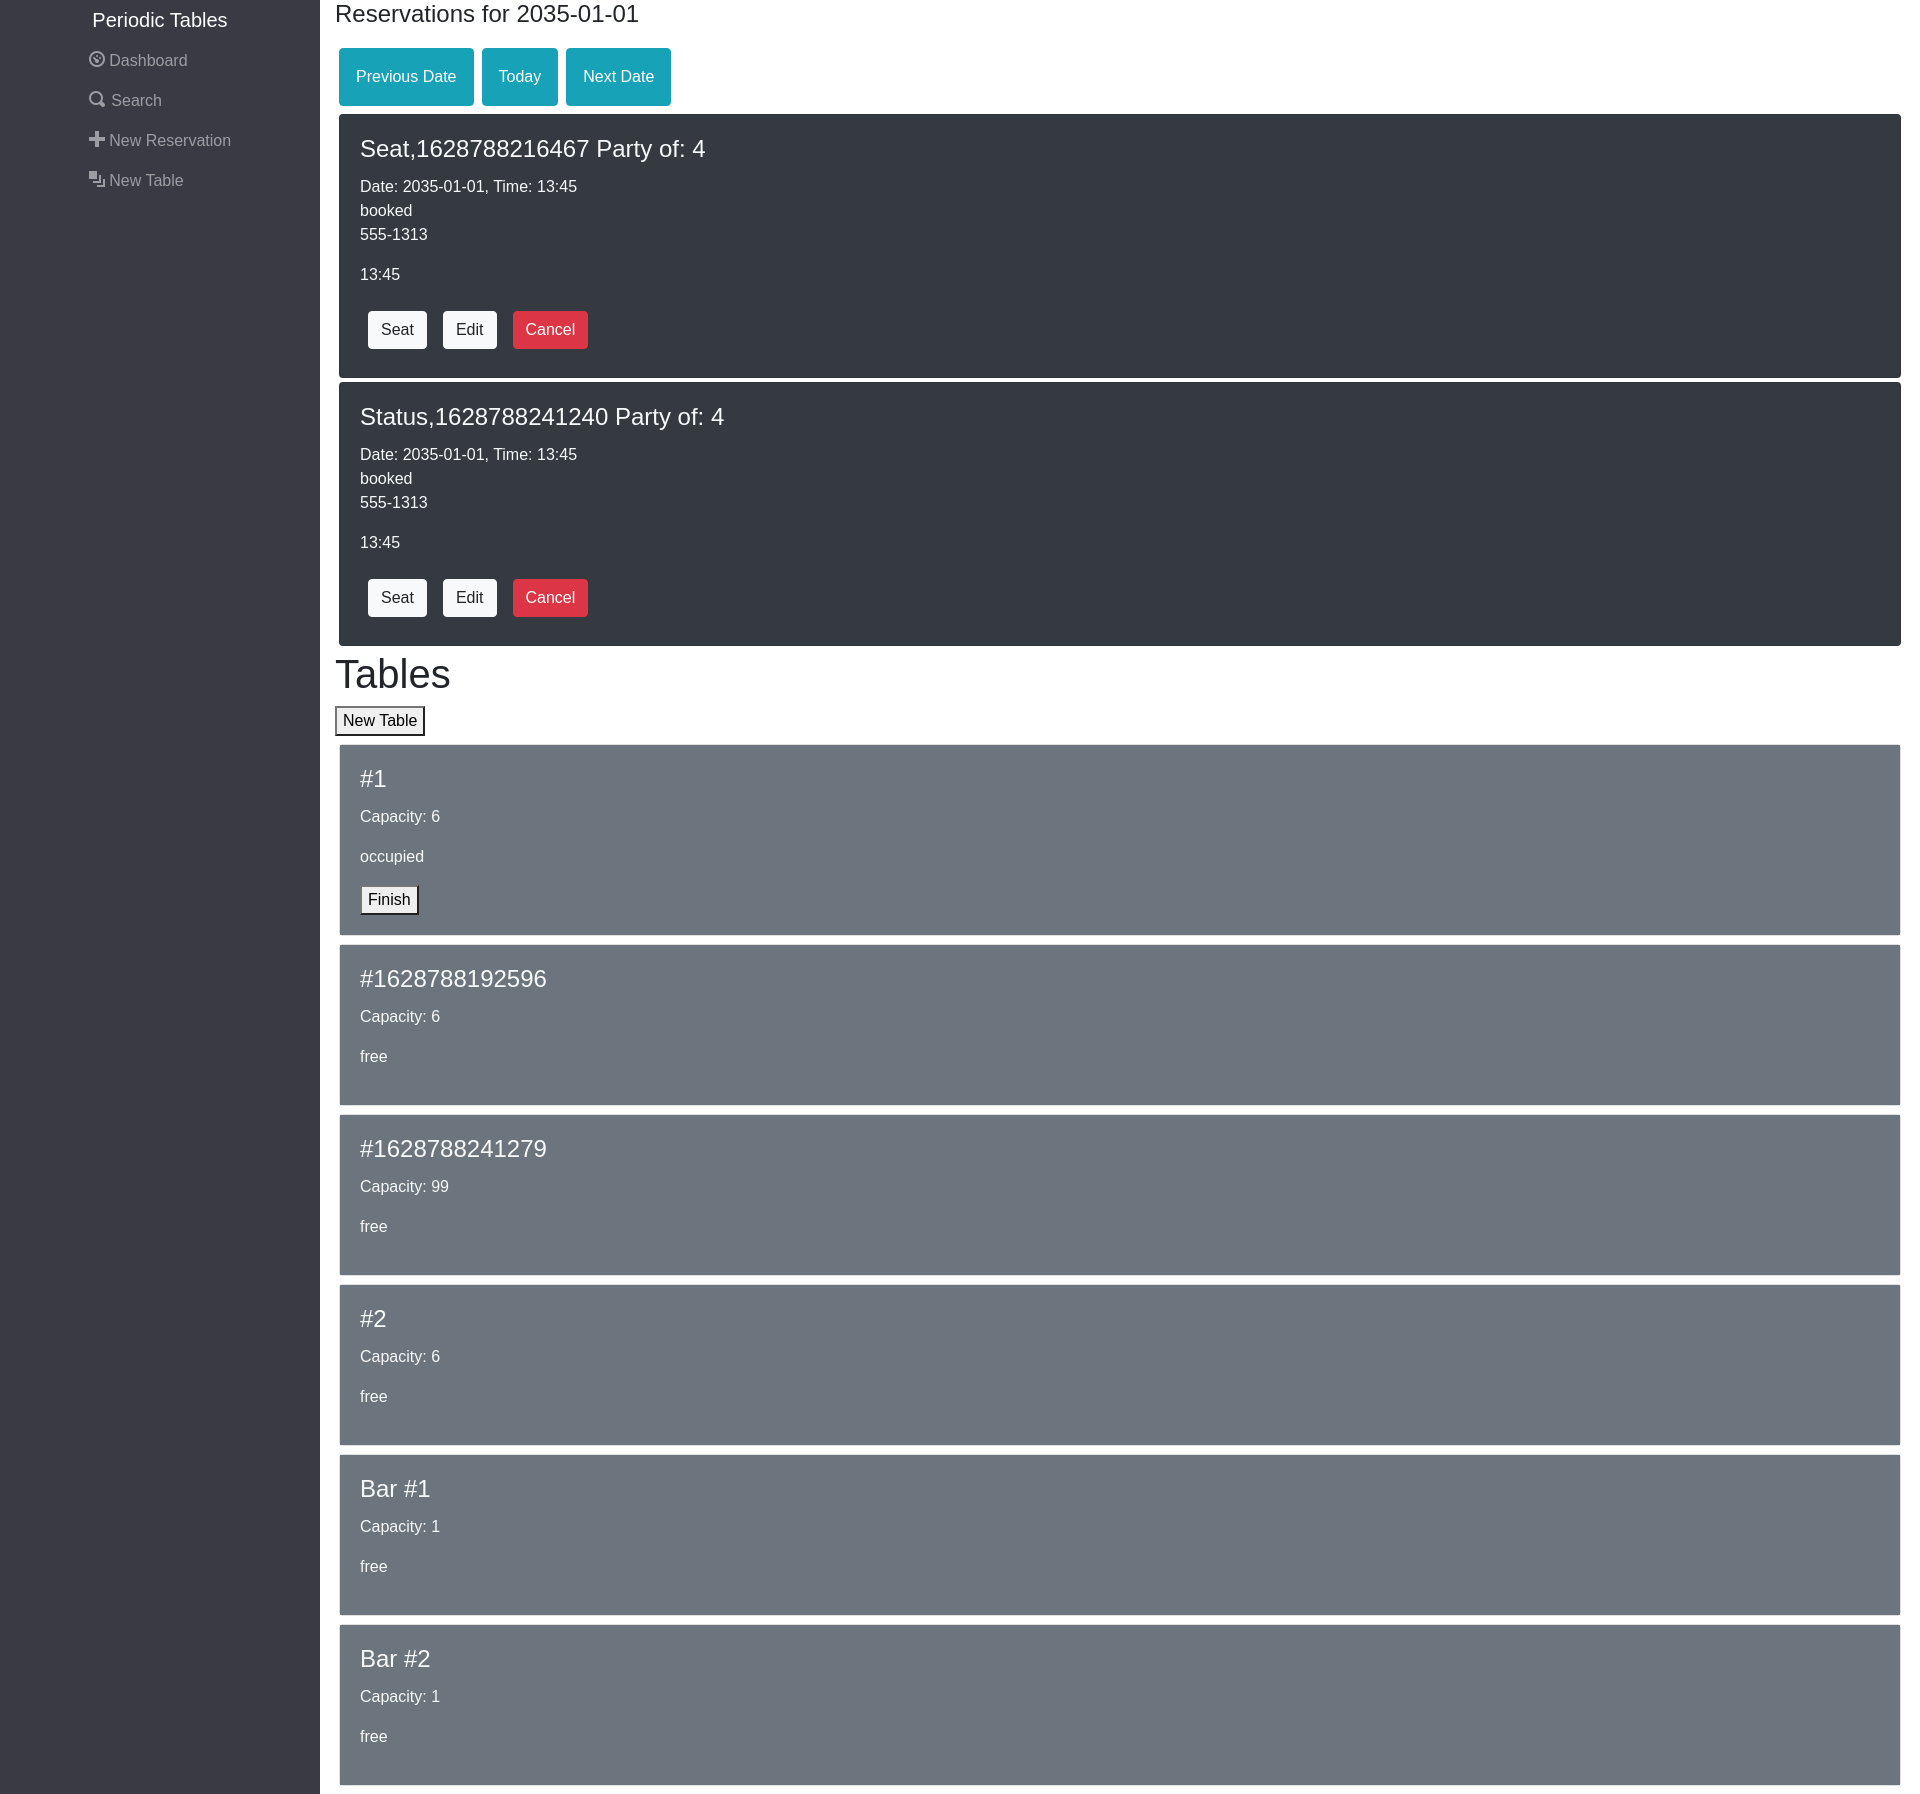 Periodic Tables
Dashboard
Search
New Reservation
New Table
Reservations for 2035-01-01
Previous Date
Today
Next Date
Seat,1628788216467 Party of: 4
Date: 2035-01-01, Time: 13:45
booked
555-1313
13:45
Seat
Edit
Cancel
Status,1628788241240 Party of: 4
Date: 2035-01-01, Time: 13:45
booked
555-1313
13:45
Seat
Edit
Cancel
Tables
New Table
#1
Capacity: 6
occupied
Finish
#1628788192596
Capacity: 6
free
#1628788241279
Capacity: 99
free
#2
Capacity: 6
free
Bar #1
Capacity: 1
free
Bar #2
Capacity: 1
free